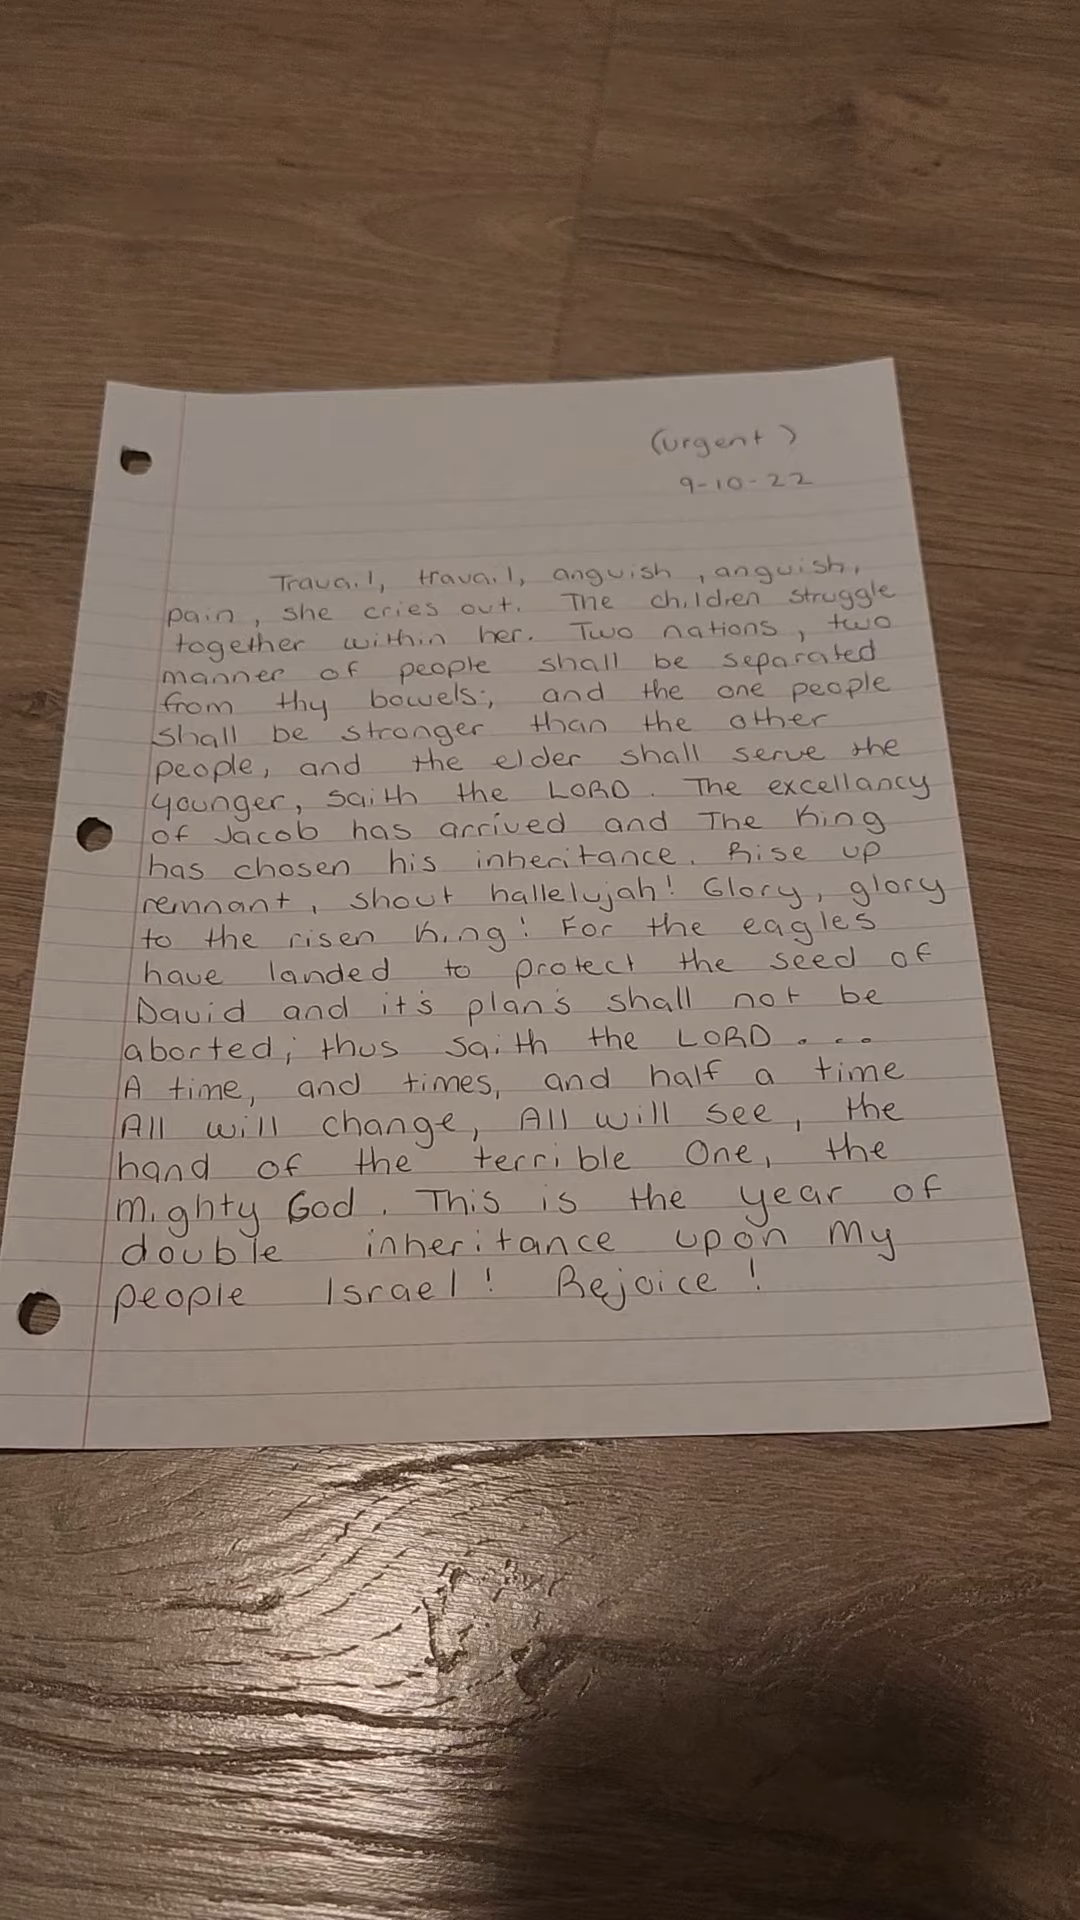 (urgent)
9-10-22
Travail, travail, anguish, anguish,
pain, she cries out. The children struggle
together within her. Two nations, two
manner of people shall be separated
from thy bowels; and the one people
shall be stronger than the other
people, and the elder shall serve the
younger, saith the LORD. The excellancy
of Jacob has arrived and The King
has chosen his inheritance. Rise up
remnant, shout hallelujah! Glory, glory
to the risen King! For the eagles
have landed to protect the seed of
David and it's plans shall not be
aborted; thus saith the LORD...
A time, and times, and half a time
All will change, All will see, the
hand of the terrible One, the
mighty God. This is the year of
double inheritance upon My
people Israel! Rejoice!